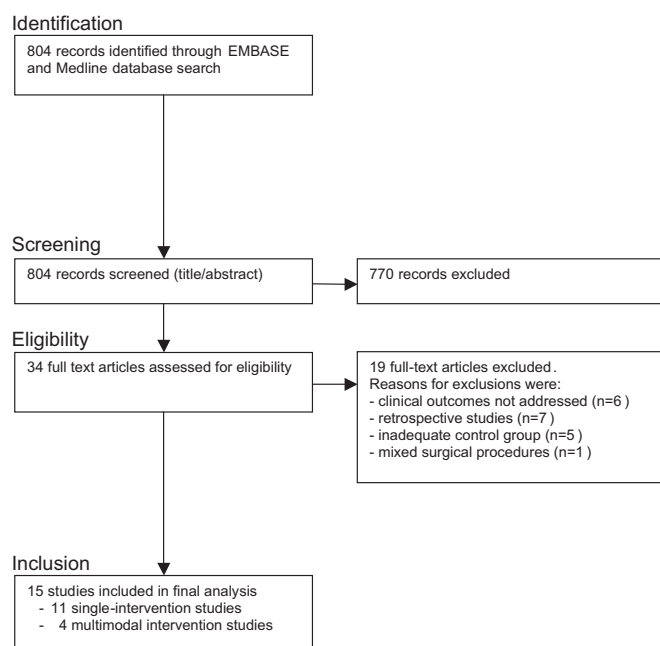 Identification
804 records identified through EMBASE
and Medline database search
Screening
804 records screened (title/abstract)
770 records excluded
Eligibility
34 full text articles assessed for eligibility
19 full-text articles excluded.
Reasons for exclusions were:
- clinical outcomes not addressed (n=6)
- retrospective studies (n=7)
- inadequate control group (n=5)
- mixed surgical procedures (n=1)
Inclusion
15 studies included in final analysis
- 11 single-intervention studies
- 4 multimodal intervention studies